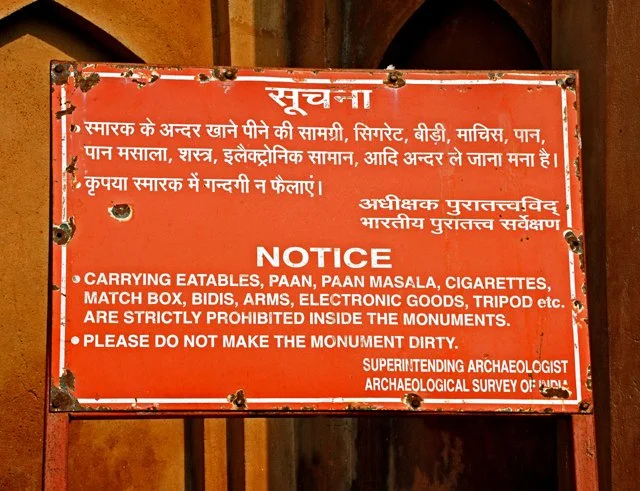 सूचना
• स्मारक के अन्दर खाने पीने की सामग्री, सिगरेट, बीड़ी, माचिस, पान,
पान मसाला, शस्त्र, इलैक्ट्रोनिक सामान, आदि अन्दर ले जाना मना है।
• कृपया स्मारक में गन्दगी न फैलाएं।
अधीक्षक पुरातत्त्वविद्
भारतीय पुरातत्त्व सर्वेक्षण
NOTICE
• CARRYING EATABLES, PAAN, PAAN MASALA, CIGARETTES,
MATCH BOX, BIDIS, ARMS, ELECTRONIC GOODS, TRIPOD etc.
ARE STRICTLY PROHIBITED INSIDE THE MONUMENTS.
• PLEASE DO NOT MAKE THE MONUMENT DIRTY.
SUPERINTENDING ARCHAEOLOGIST
ARCHAEOLOGICAL SURVEY OF INDIA